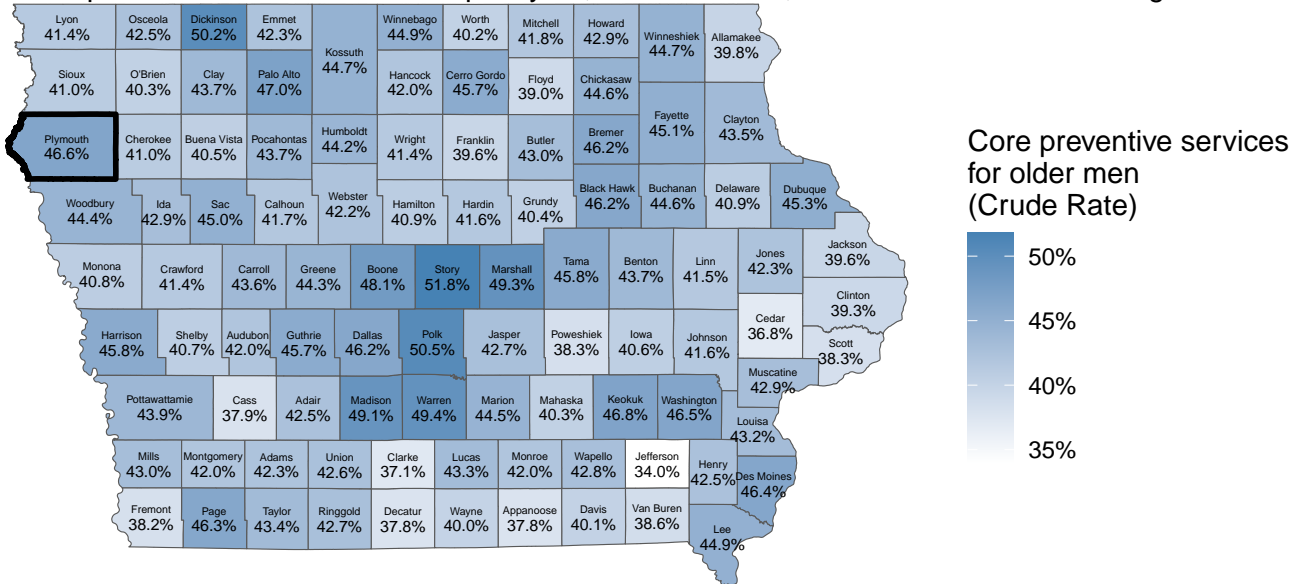 Lyon
41.4%
Osceola
42.5%
Dickinson
50.2%
Emmet
42.3%
Kossuth
44.7%
Winnebago
44.9%
Worth
40.2%
Mitchell
41.8%
Howard
42.9%
Winneshiek
44.7%
Allamakee
39.8%
Sioux
41.0%
O'Brien
40.3%
Clay
43.7%
Palo Alto
47.0%
Hancock
42.0%
Cerro Gordo
45.7%
Floyd
39.0%
Chickasaw
44.6%
Fayette
45.1%
Clayton
43.5%
Plymouth
46.6%
Cherokee
41.0%
Buena Vista
40.5%
Pocahontas
43.7%
Humboldt
44.2%
Wright
41.4%
Franklin
39.6%
Butler
43.0%
Bremer
46.2%
Woodbury
44.4%
Ida
42.9%
Sac
45.0%
Calhoun
41.7%
Webster
42.2%
Hamilton
40.9%
Hardin
41.6%
Grundy
40.4%
Black Hawk
46.2%
Buchanan
44.6%
Delaware
40.9%
Dubuque
45.3%
Monona
40.8%
Crawford
41.4%
Carroll
43.6%
Greene
44.3%
Boone
48.1%
Story
51.8%
Marshall
49.3%
Tama
45.8%
Benton
43.7%
Linn
41.5%
Jones
42.3%
Jackson
39.6%
Clinton
39.3%
Harrison
45.8%
Shelby
40.7%
Audubon
42.0%
Guthrie
45.7%
Dallas
46.2%
Polk
50.5%
Jasper
42.7%
Poweshiek
38.3%
Iowa
40.6%
Johnson
41.6%
Cedar
36.8%
Scott
38.3%
Muscatine
42.9%
Pottawattamie
43.9%
Cass
37.9%
Adair
42.5%
Madison
49.1%
Warren
49.4%
Marion
44.5%
Mahaska
40.3%
Keokuk
46.8%
Washington
46.5%
Louisa
43.2%
Mills
43.0%
Montgomery
42.0%
Adams
42.3%
Union
42.6%
Clarke
37.1%
Lucas
43.3%
Monroe
42.0%
Wapello
42.8%
Jefferson
34.0%
Henry
42.5%
Des Moines
46.4%
Fremont
38.2%
Page
46.3%
Taylor
43.4%
Ringgold
42.7%
Decatur
37.8%
Wayne
40.0%
Appanoose
37.8%
Davis
40.1%
Van Buren
38.6%
Lee
44.9%
Core preventive services
for older men
(Crude Rate)
50%
45%
40%
35%